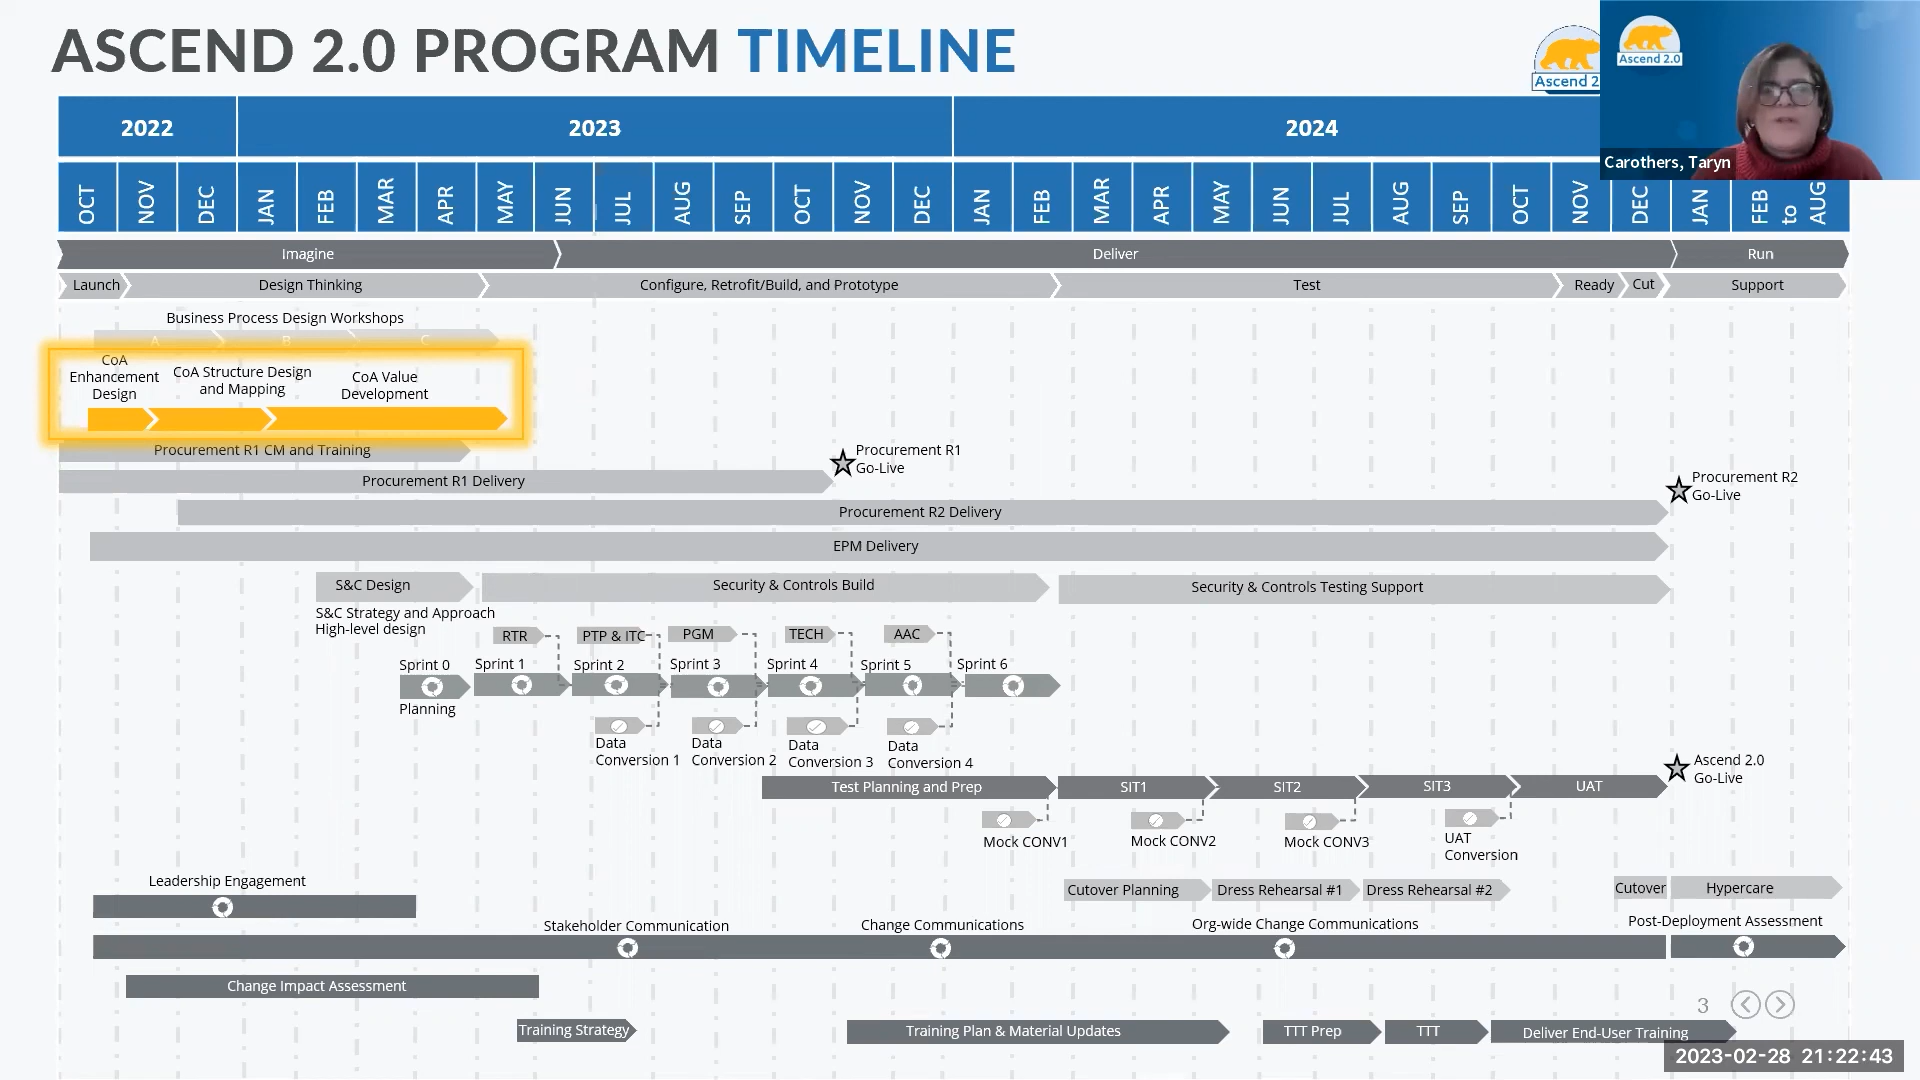 ASCEND 2.0 PROGRAM TIMELINE
Ascend 2
Ascend 2.0
Carothers, Taryn
2022
2023
2024
OCT
NOV
DEC
JAN
FEB
MAR
APR
MAY
JUN
JUL
AUG
SEP
OCT
NOV
DEC
JAN
FEB
MAR
APR
MAY
JUN
JUL
AUG
SEP
OCT
NOV
DEC
JAN
FEB
to
AUG
Imagine
Deliver
Run
Launch
Design Thinking
Configure, Retrofit/Build, and Prototype
Test
Ready
Cut
Support
Business Process Design Workshops
A
B
C
CoA
Enhancement
Design
CoA Structure Design
and Mapping
CoA Value
Development
Procurement R1 CM and Training
Procurement R1
Go-Live
Procurement R1 Delivery
Procurement R2
Go-Live
Procurement R2 Delivery
EPM Delivery
S&C Design
Security & Controls Build
Security & Controls Testing Support
S&C Strategy and Approach
High-level design
RTR
PTP & ITC
PGM
TECH
AAC
Sprint 0
Sprint 1
Sprint 2
Sprint 3
Sprint 4
Sprint 5
Sprint 6
Planning
Data
Conversion 1
Data
Conversion 2
Data
Conversion 3
Data
Conversion 4
Ascend 2.0
Go-Live
Test Planning and Prep
SIT1
SIT2
SIT3
UAT
Mock CONV1
Mock CONV2
Mock CONV3
UAT
Conversion
Leadership Engagement
Cutover Planning
Dress Rehearsal #1
Dress Rehearsal #2
Cutover
Hypercare
Stakeholder Communication
Change Communications
Org-wide Change Communications
Post-Deployment Assessment
Change Impact Assessment
3
Training Strategy
Training Plan & Material Updates
TTT Prep
TTT
Deliver End-User Training
2023-02-28 21:22:43